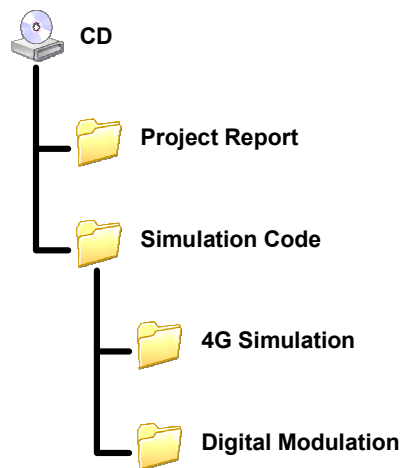 CD
Project Report
Simulation Code
4G Simulation
Digital Modulation